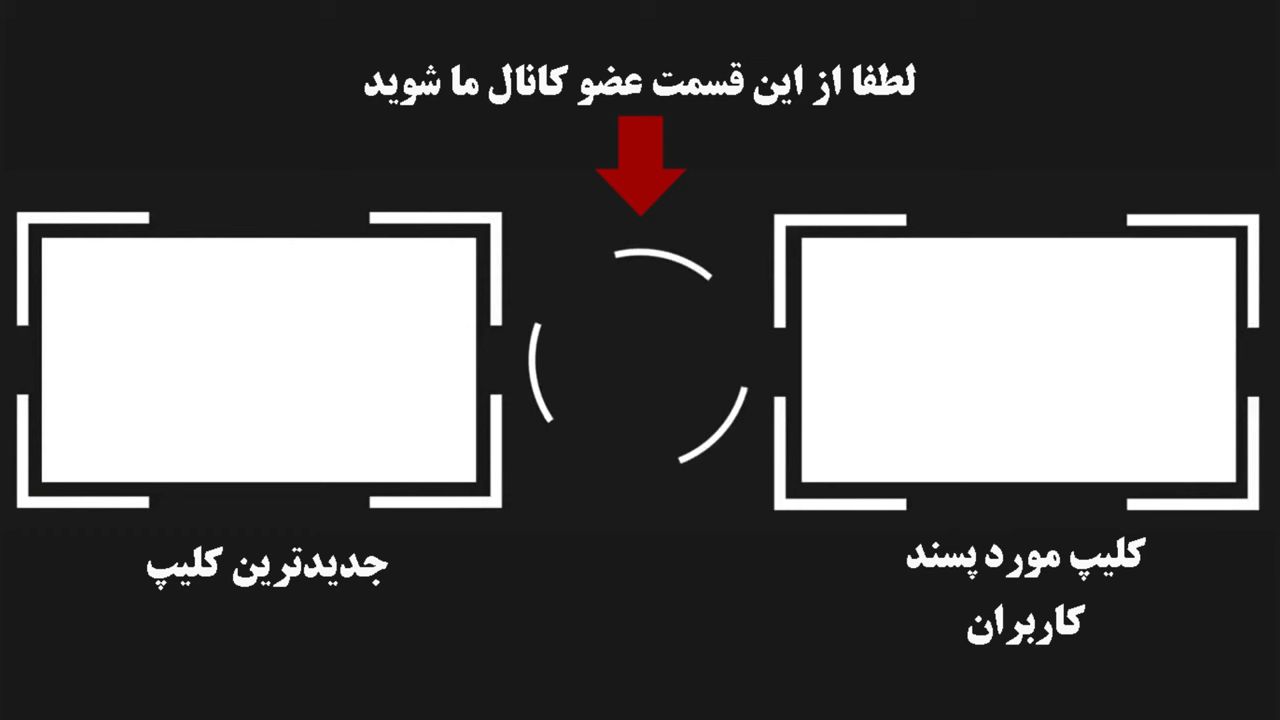 لطفا از این قسمت عضو کانال ما شوید
کلیپ مورد پسند
کاربران
جدیدترین کلیپ